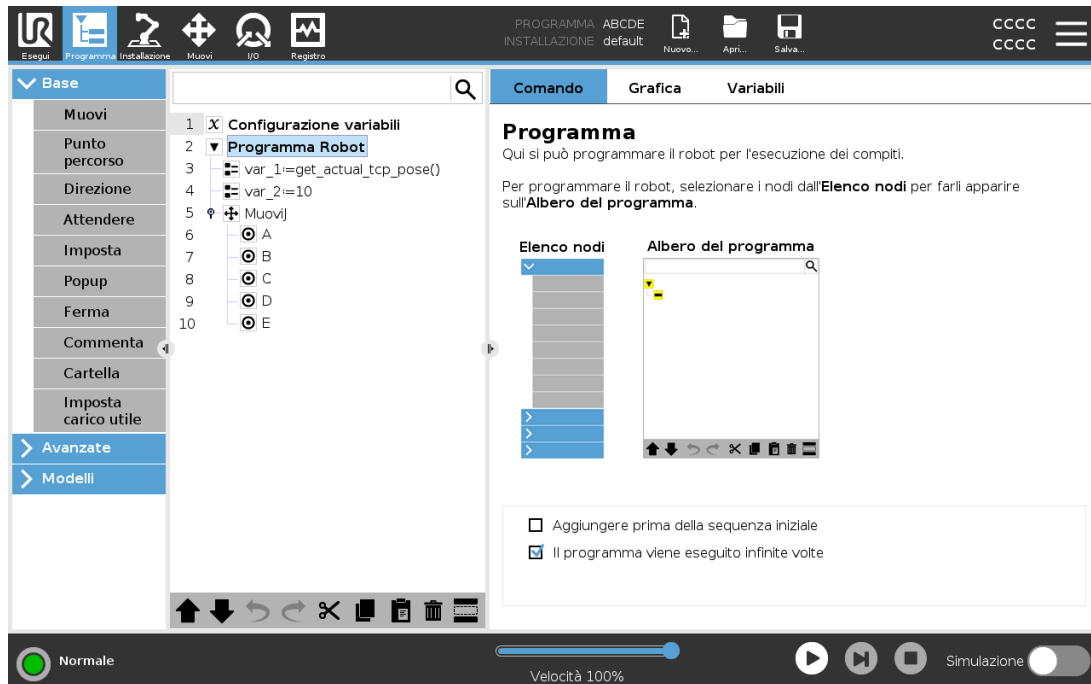 UR
Esegui
Programma
Installazione
Muovi
I/O
Registro
PROGRAMMA ABCDE
INSTALLAZIONE default
Nuovo...
Apri...
Salva...
CCCC
CCCC
Base
Muovi
Punto
percorso
Direzione
Attendere
Imposta
Popup
Ferma
Commenta
Cartella
Imposta
carico utile
Avanzate
Modelli
1 X Configurazione variabili
2 Programma Robot
3 var_1:=get_actual_tcp_pose()
4 var_2:=10
5 MuoviJ
6 A
7 B
8 C
9 D
10 E
Comando Grafica Variabili
Programma
Qui si può programmare il robot per l'esecuzione dei compiti.
Per programmare il robot, selezionare i nodi dall'Elenco nodi per farli apparire
sull'Albero del programma.
Elenco nodi Albero del programma
Aggiungere prima della sequenza iniziale
Il programma viene eseguito infinite volte
Normale
Velocità 100%
Simulazione